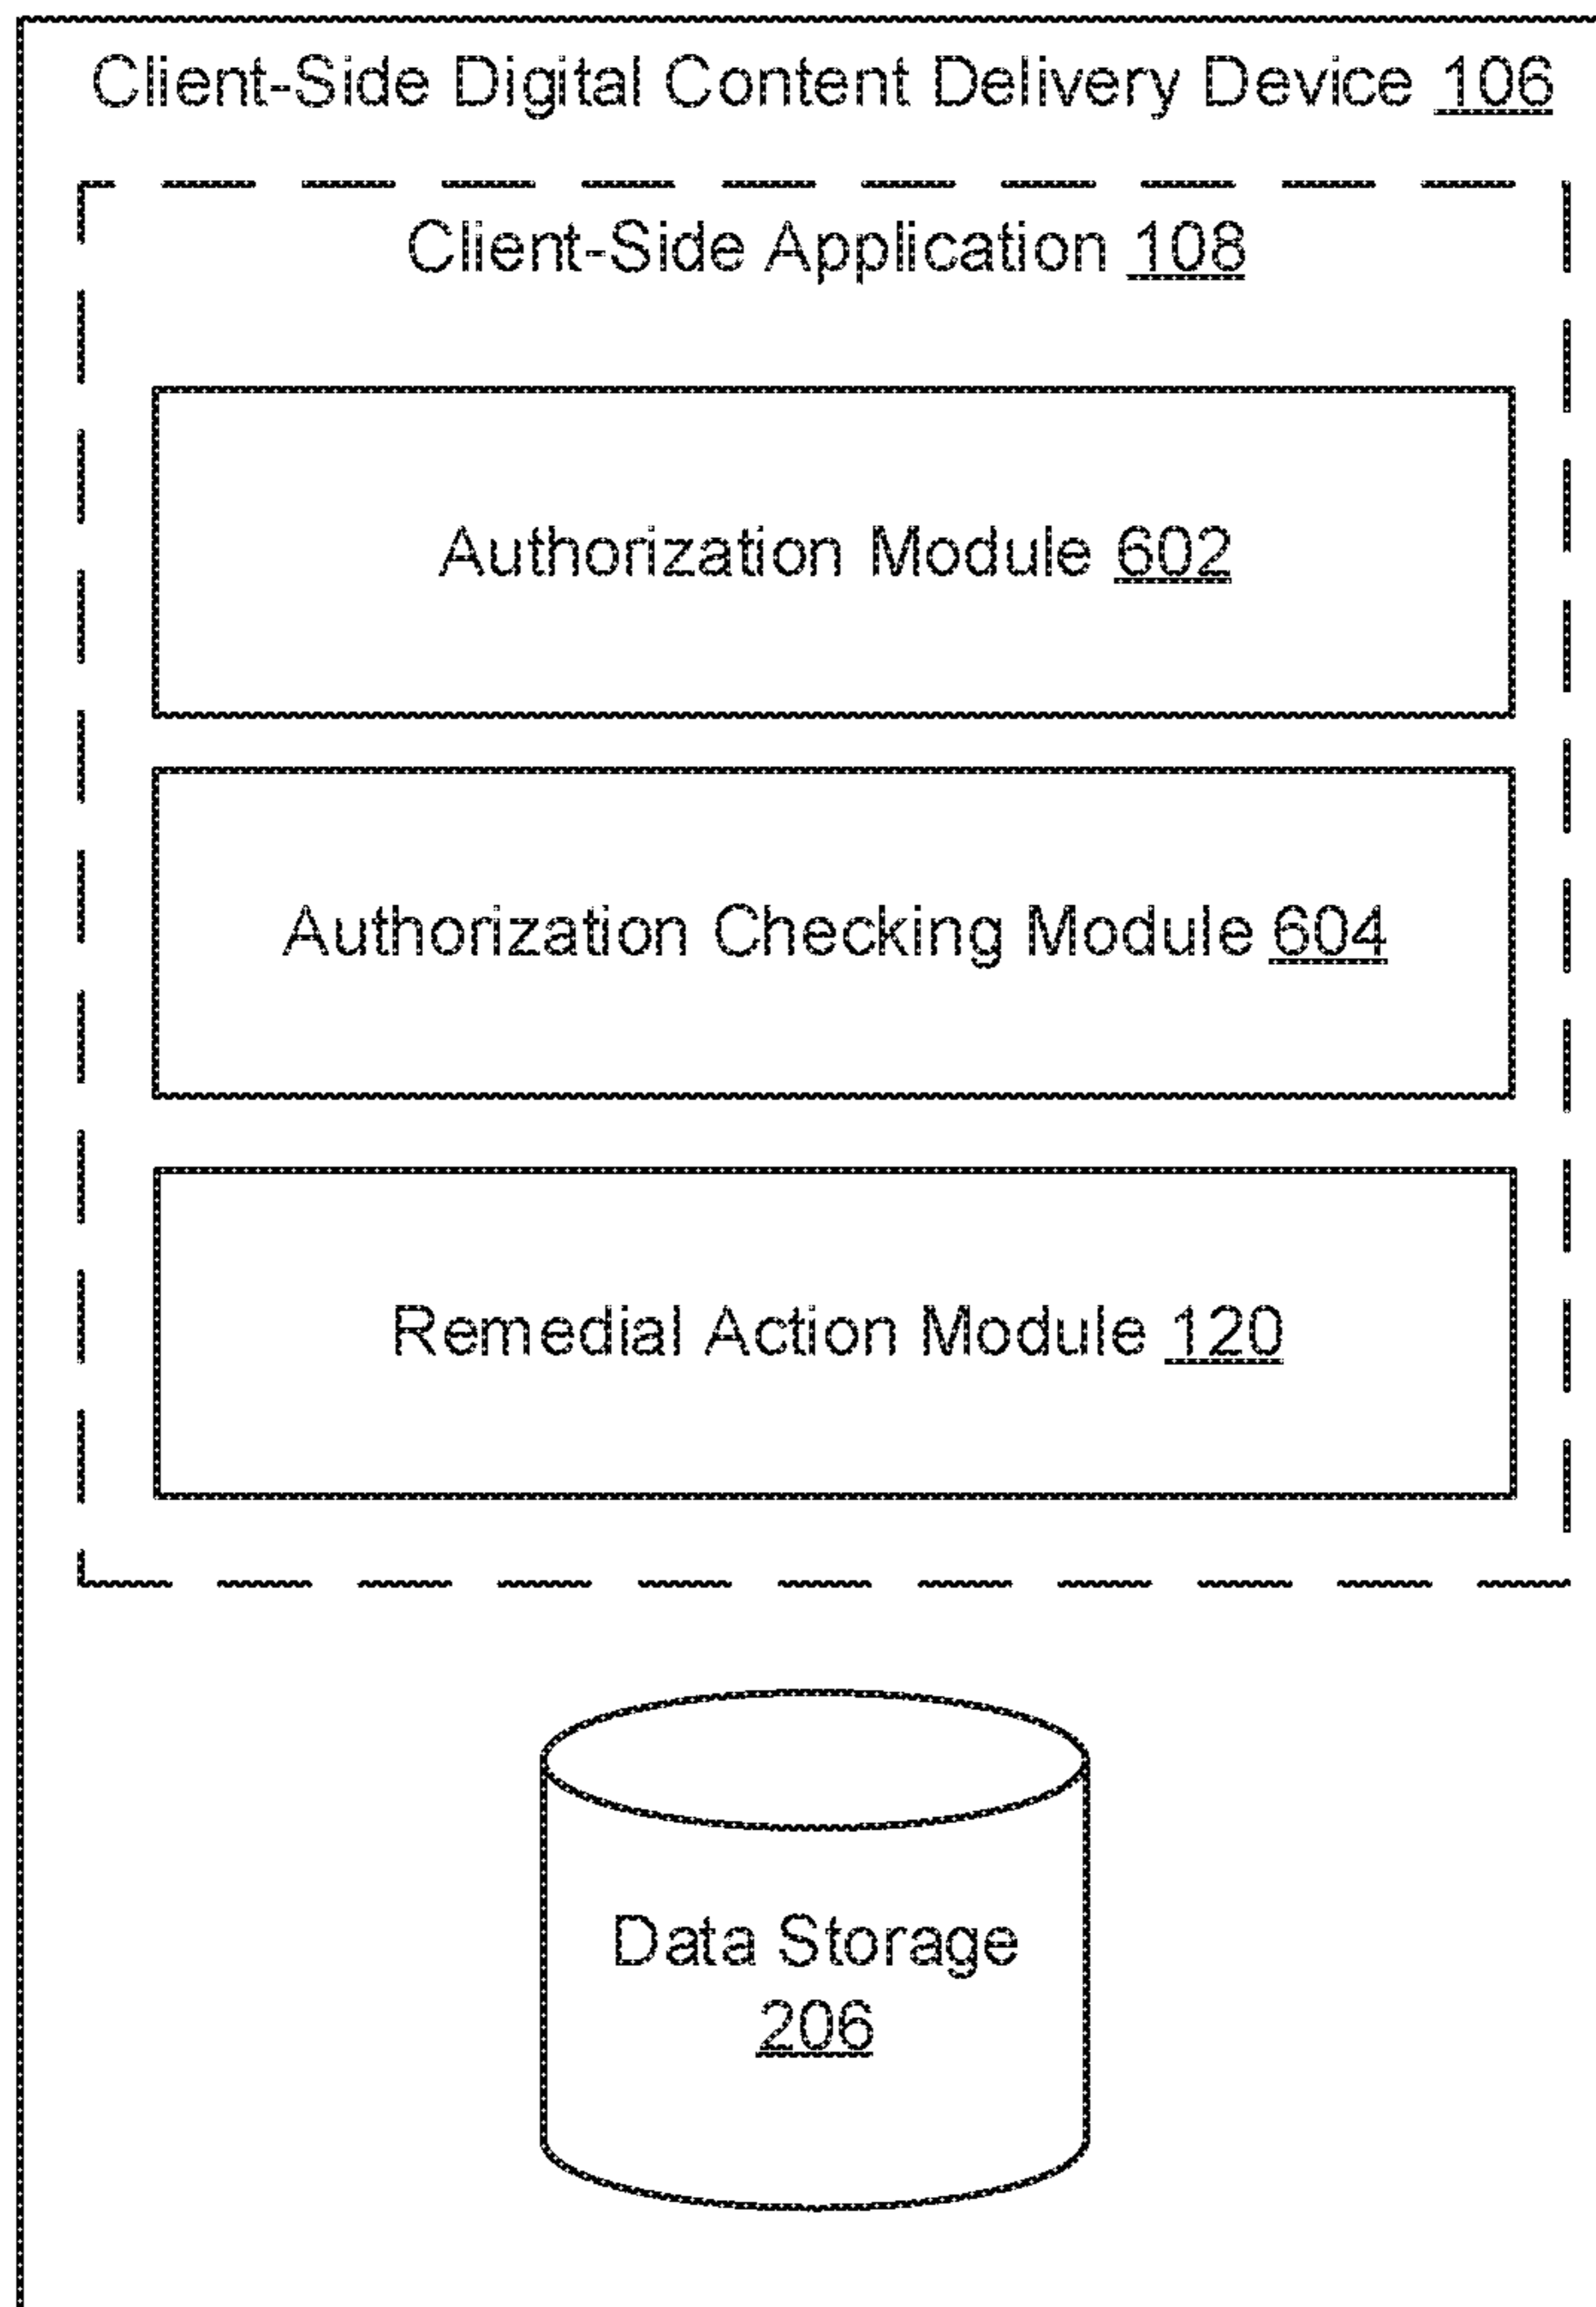 Client-Side Digital Content Delivery Device 106
Client-Side Application 108
Authorization Module 602
Authorization Checking Module 604
Remedial Action Module 120
Data Storage
206